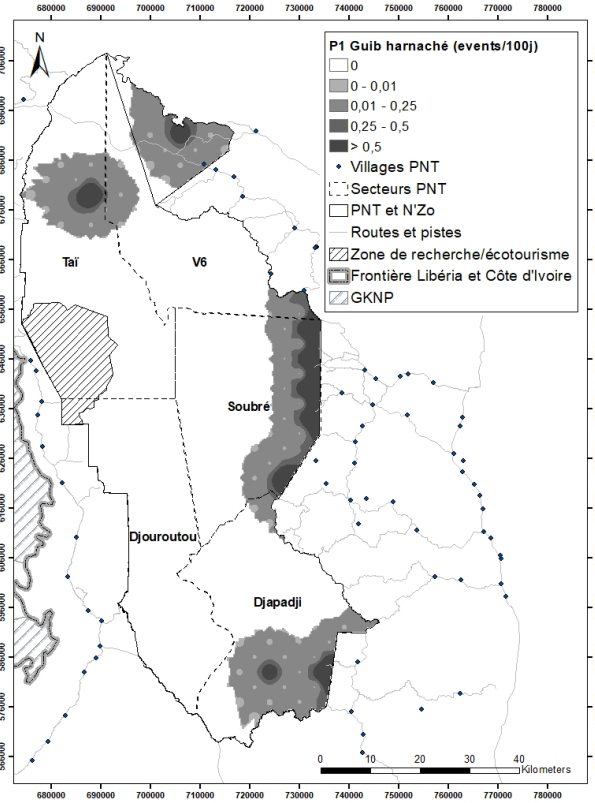 680000 690000 700000 710000 720000 730000 740000 750000 760000 770000 780000
N
P1 Guib harnaché (events/100j)
0
0 - 0,01
0,01 - 0,25
0,25 - 0,5
> 0,5
Villages PNT
Secteurs PNT
PNT et N'Zo
Routes et pistes
Zone de recherche/écotourisme
Frontière Libéria et Côte d'Ivoire
GKNP
Taï
V6
Soubré
Djouroutou
Djapadji
0 10 20 30 40
Kilometers
680000 690000 700000 710000 720000 730000 740000 750000 760000 770000 780000